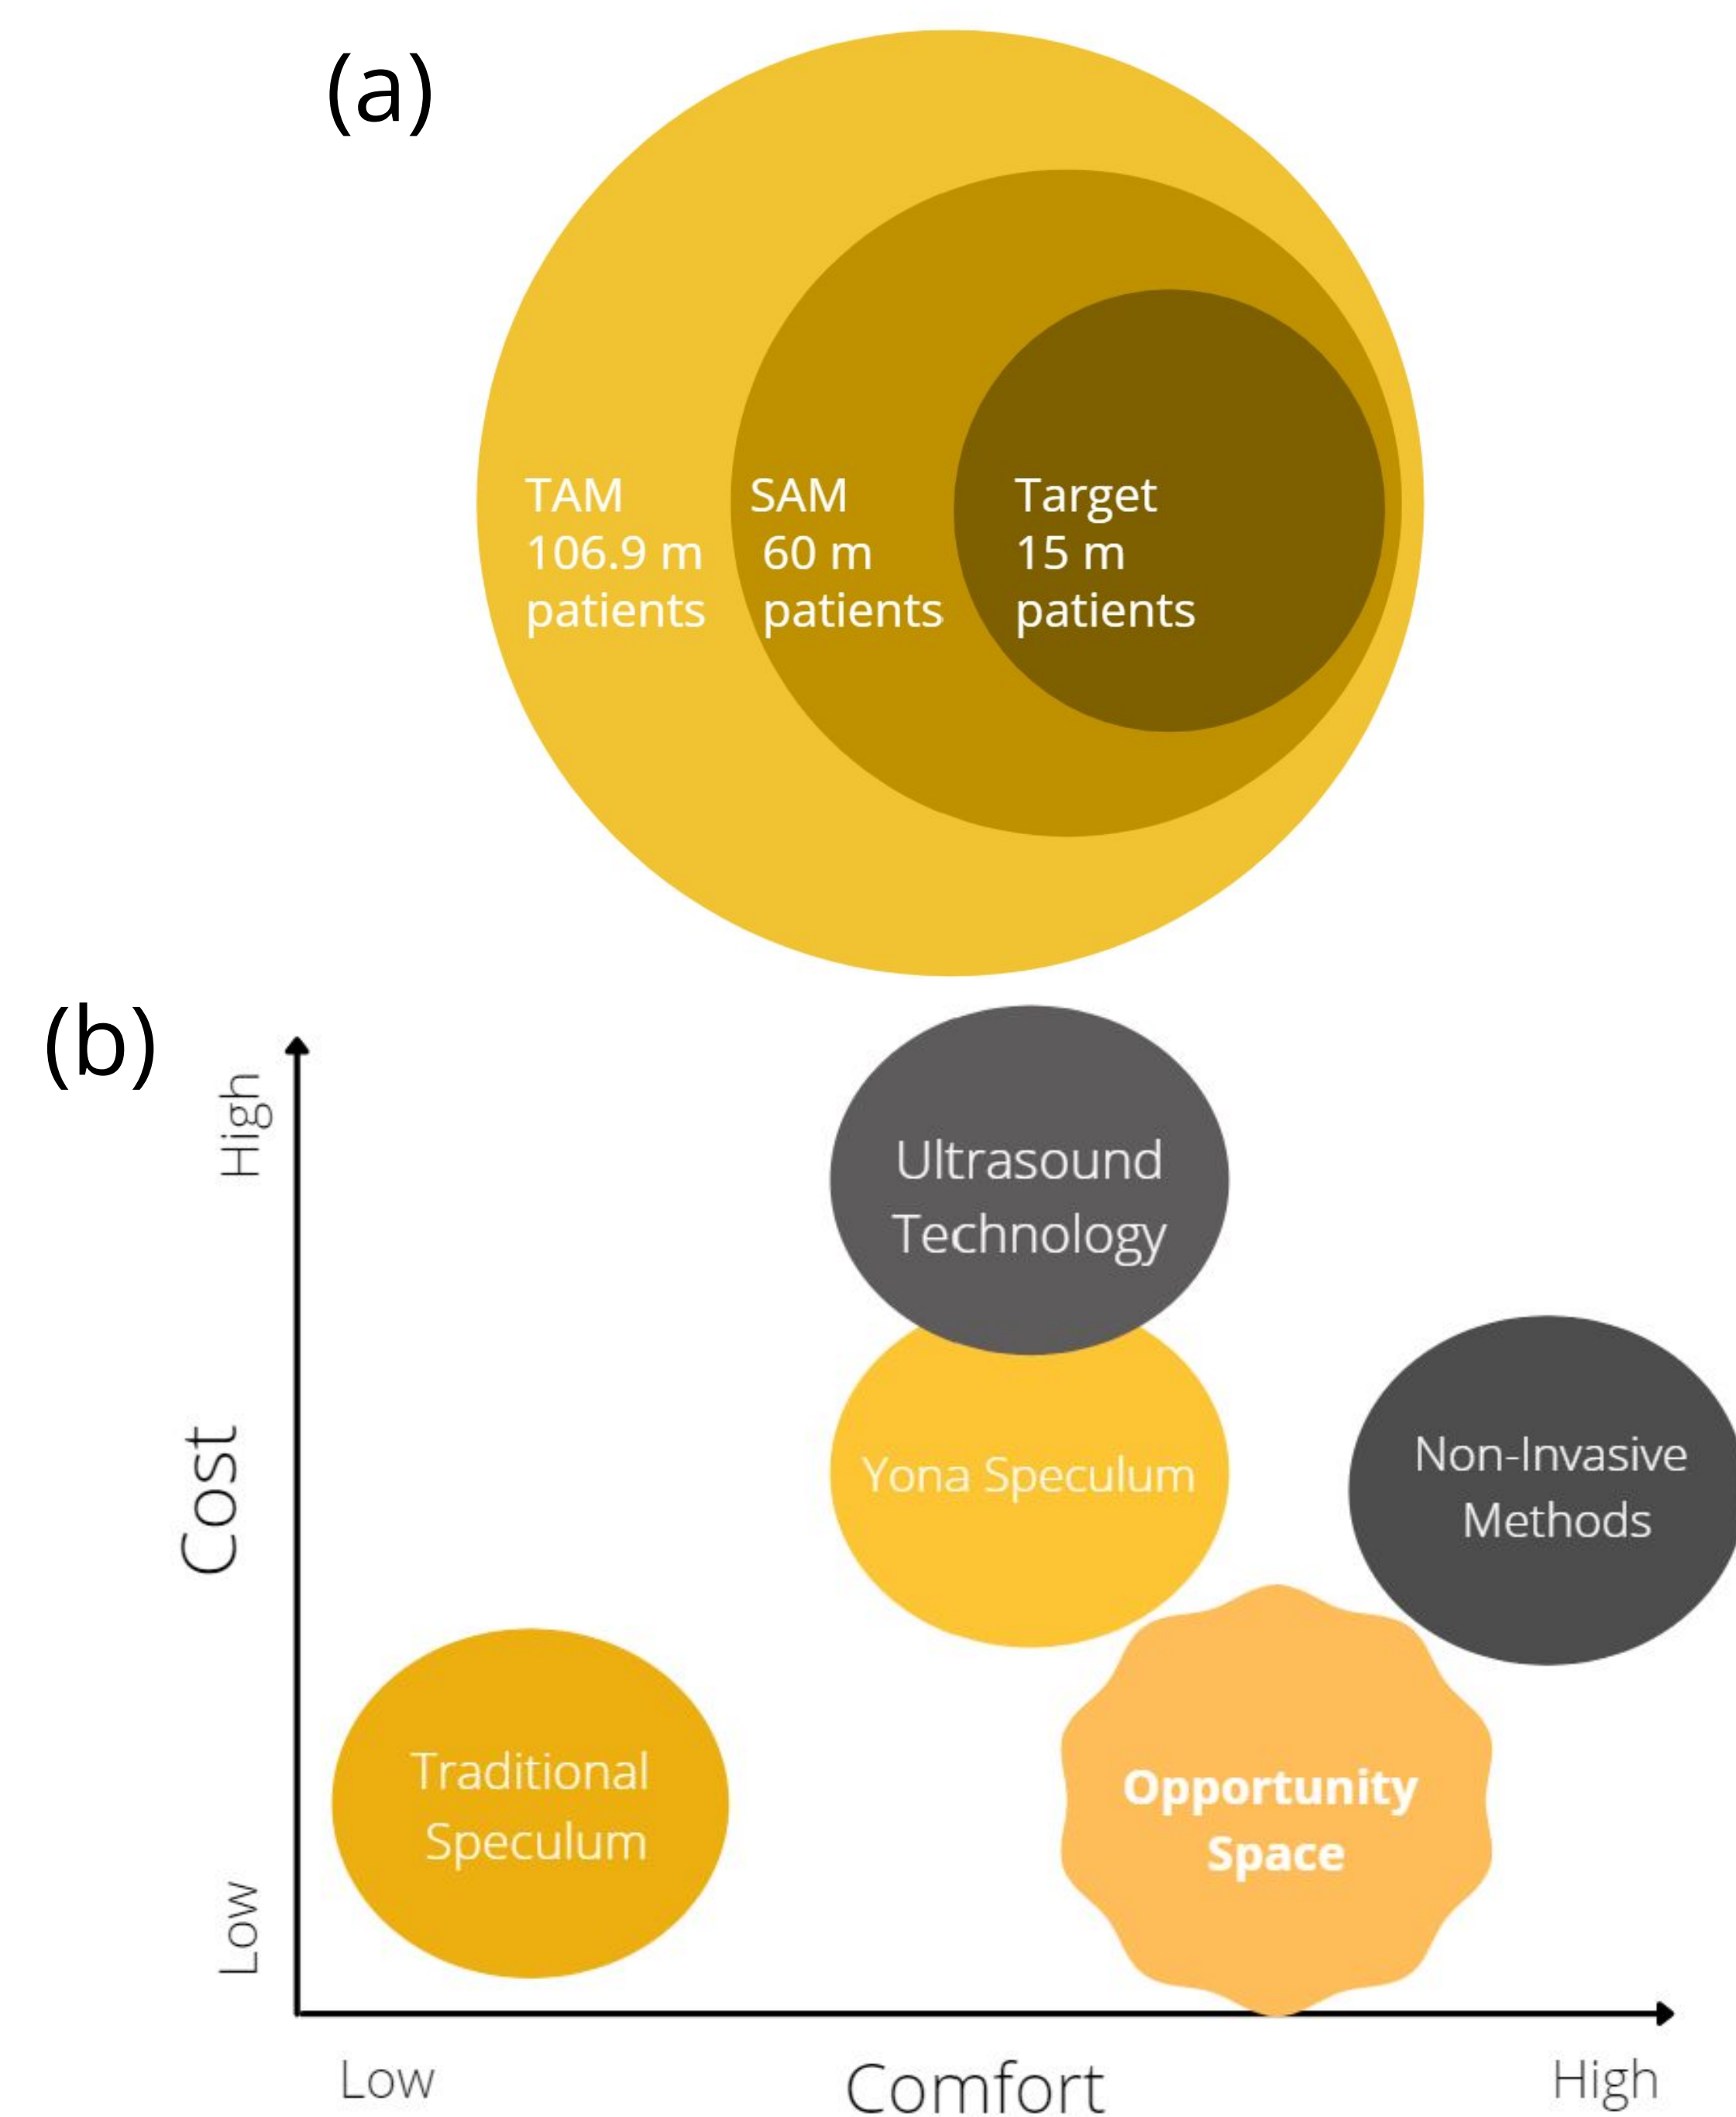 (a)
TAM
106.9 m
patients
SAM
60 m
patients
Target
15 m
patients
(b)
High
Cost
Low
Ultrasound
Technology
Yona Speculum
Non-Invasive
Methods
Traditional
Speculum
Opportunity
Space
Low
Comfort
High